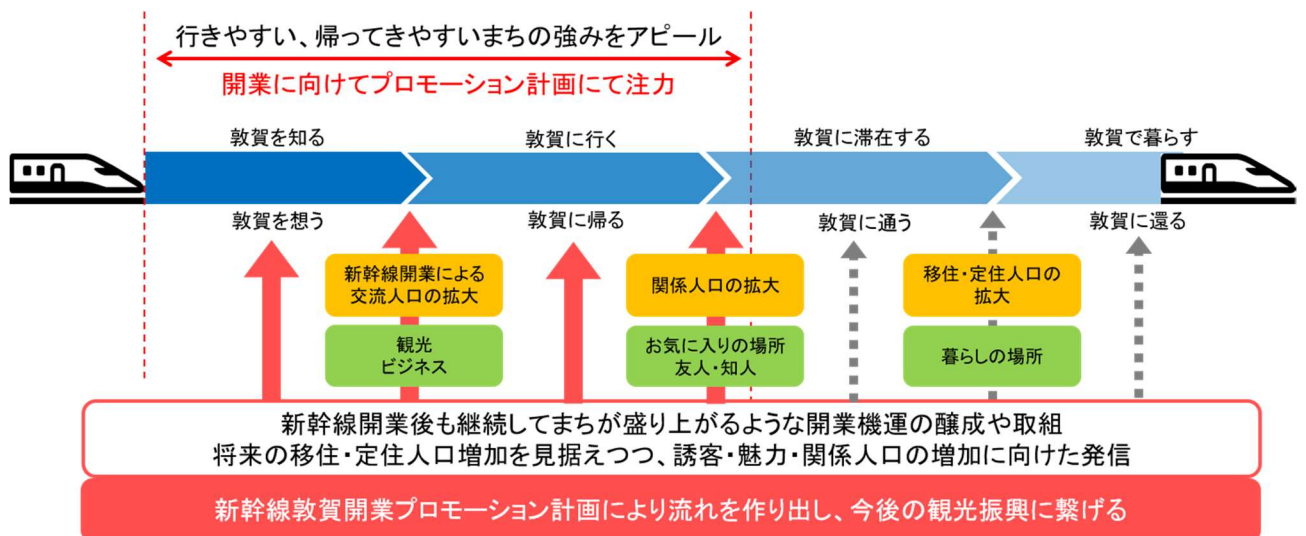 行きやすい、帰ってきやすいまちの強みをアピール
開業に向けてプロモーション計画にて注力
敦賀を知る
敦賀に行く
敦賀に滞在する
敦賀で暮らす
敦賀を想う
敦賀に帰る
敦賀に通う
敦賀に還る
新幹線開業による
交流人口の拡大
関係人口の拡大
移住・定住人口の
拡大
観光
ビジネス
お気に入りの場所
友人・知人
暮らしの場所
新幹線開業後も継続してまちが盛り上がるような開業機運の醸成や取組
将来の移住・定住人口増加を見据えつつ、誘客・魅力・関係人口の増加に向けた発信
新幹線敦賀開業プロモーション計画により流れを作り出し、今後の観光振興に繋げる